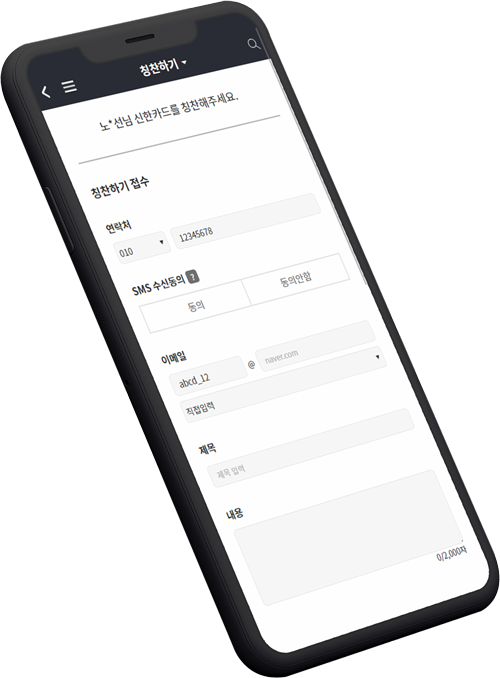 칭찬하기
노*선님 신한카드를 칭찬해주세요.
칭찬하기 접수
연락처
010 12345678
SMS 수신동의 ?
동의 동의안함
이메일
abcd_12 @ naver.com
직접입력
제목
제목 입력
내용
0/2,000자